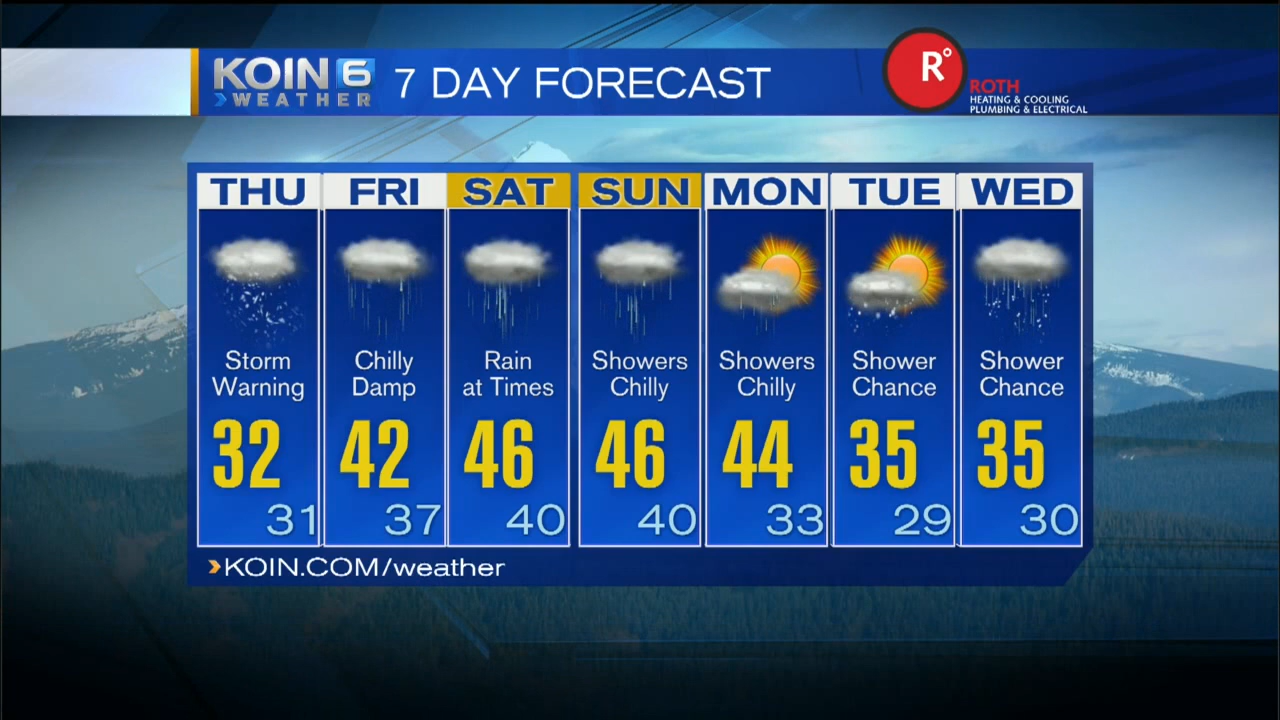 KOIN 6
WEATHER
7 DAY FORECAST
R°
ROTH
HEATING & COOLING
PLUMBING & ELECTRICAL
THU
Storm
Warning
32
31
FRI
Chilly
Damp
42
37
SAT
Rain
at Times
46
40
SUN
Showers
Chilly
46
40
MON
Showers
Chilly
44
33
TUE
Shower
Chance
35
29
WED
Shower
Chance
35
30
KOIN.COM/weather